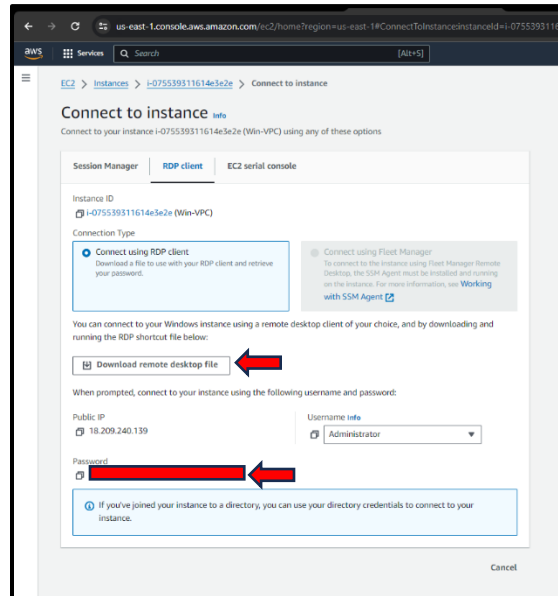 us-east-1.console.aws.amazon.com/ec2/home?region=us-east-1#ConnectToInstance:instanceId=i-0755393116
aws Services Search [Alt+S]
EC2 > Instances > i-075539311614e3e2e > Connect to instance
Connect to instance Info
Connect to your instance i-075539311614e3e2e (Win-VPC) using any of these options
Session Manager RDP client EC2 serial console
Instance ID
i-075539311614e3e2e (Win-VPC)
Connection Type
Connect using RDP client
Download a file to use with your RDP client and retrieve
your password.
Connect using Fleet Manager
To connect to the instance using Fleet Manager Remote
Desktop, the SSM Agent must be installed and running
on the instance. For more information, see Working
with SSM Agent
You can connect to your Windows instance using a remote desktop client of your choice, and by downloading and
running the RDP shortcut file below:
Download remote desktop file
When prompted, connect to your instance using the following username and password:
Public IP
18.209.240.139
Username Info
Administrator
Password
If you've joined your instance to a directory, you can use your directory credentials to connect to your
instance.
Cancel